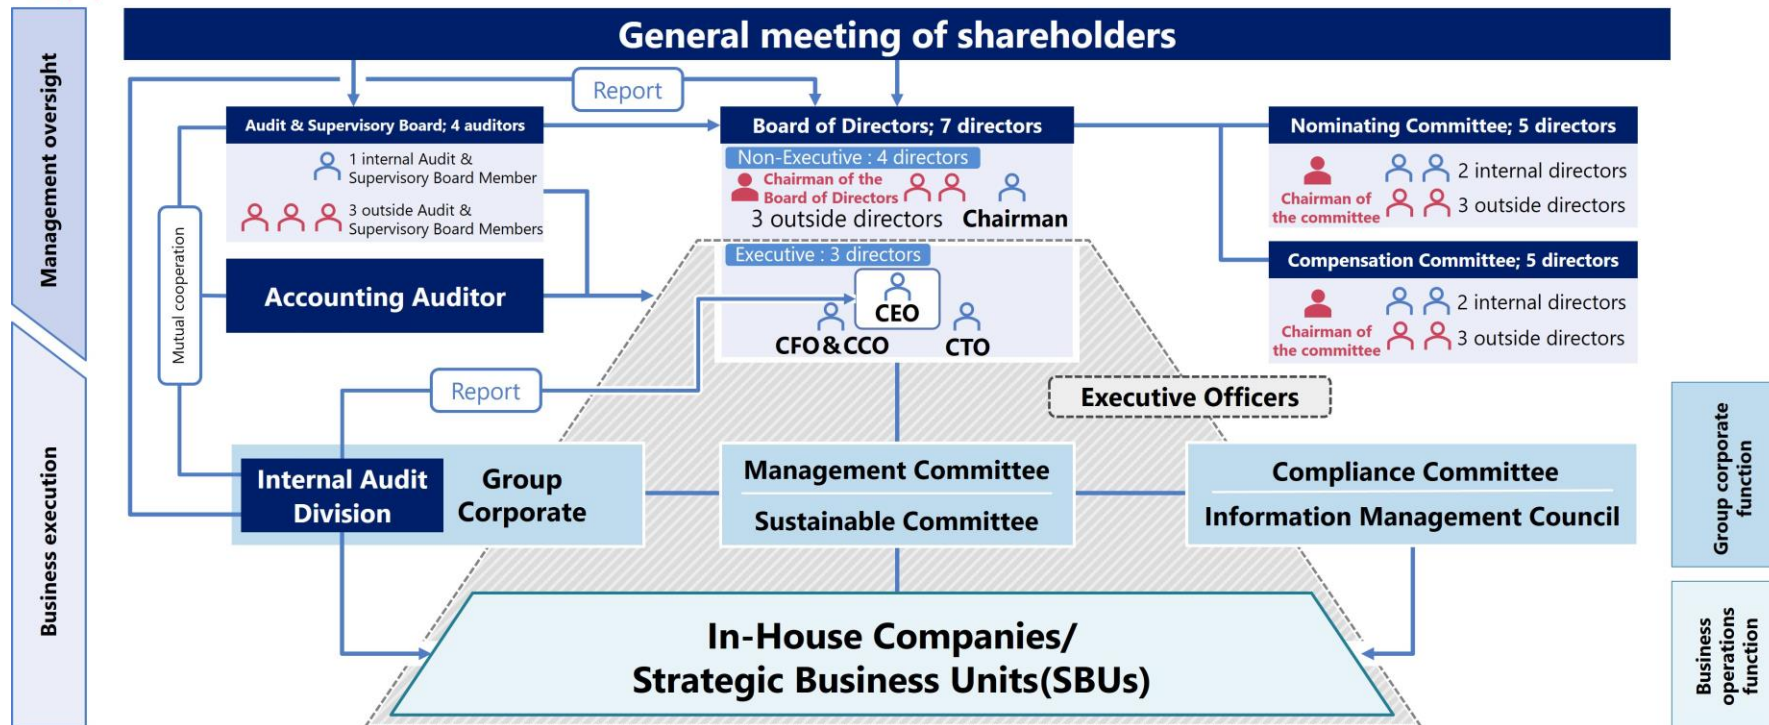 General meeting of shareholders
Management oversight
Report
Audit & Supervisory Board; 4 auditors
1 internal Audit &
Supervisory Board Member
3 outside Audit &
Supervisory Board Members
Board of Directors; 7 directors
Non-Executive : 4 directors
Chairman of the
Board of Directors
3 outside directors
Chairman
Nominating Committee; 5 directors
2 internal directors
Chairman of
the committee
3 outside directors
Mutual cooperation
Accounting Auditor
Executive : 3 directors
CEO
CFO&CCO
CTO
Compensation Committee; 5 directors
2 internal directors
Chairman of
the committee
3 outside directors
Report
Executive Officers
Business execution
Internal Audit
Division
Group
Corporate
Management Committee
Sustainable Committee
Compliance Committee
Information Management Council
Group corporate
function
In-House Companies/
Strategic Business Units(SBUs)
Business
operations
function